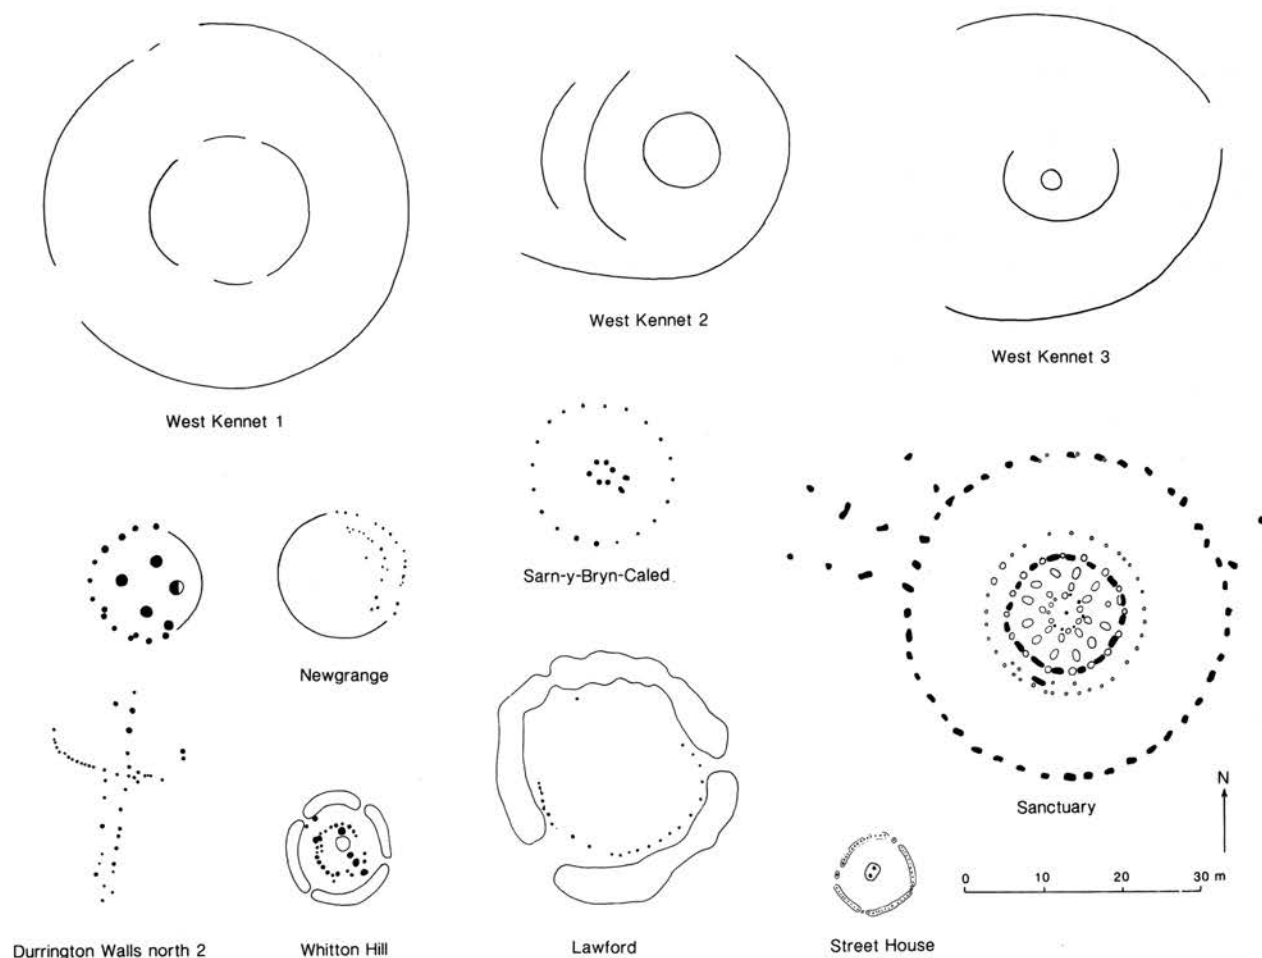 West Kennet 1
West Kennet 2
West Kennet 3
Sarn-y-Bryn-Caled
Newgrange
Sanctuary
N
0 10 20 30 m
Durrington Walls north 2
Whitton Hill
Lawford
Street House